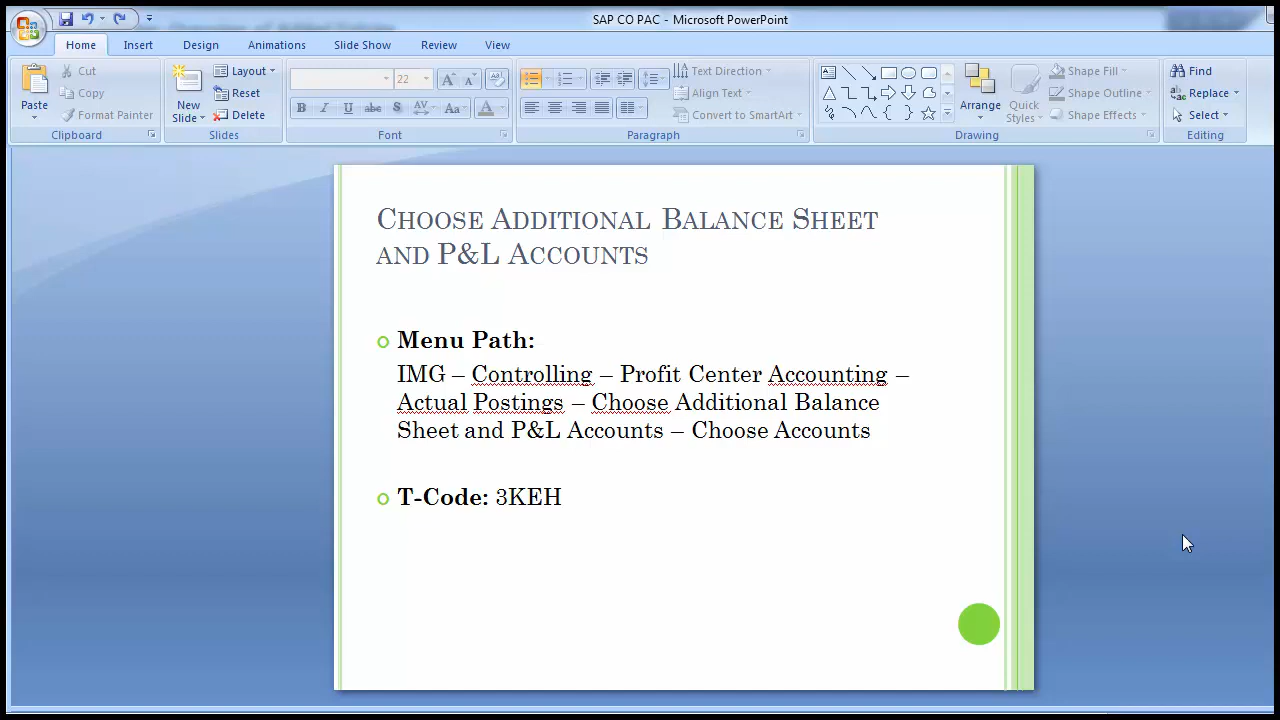 SAP CO PAC - Microsoft PowerPoint
Home Insert Design Animations Slide Show Review View
Paste
Cut
Copy
Format Painter
Clipboard
New Slide
Layout
Reset
Delete
Slides
22
B I U abc S AV Aa A
Font
Text Direction
Align Text
Convert to SmartArt
Paragraph
Arrange
Quick Styles
Shape Fill
Shape Outline
Shape Effects
Drawing
Find
Replace
Select
Editing
CHOOSE ADDITIONAL BALANCE SHEET
AND P&L ACCOUNTS
Menu Path:
IMG – Controlling – Profit Center Accounting –
Actual Postings – Choose Additional Balance
Sheet and P&L Accounts – Choose Accounts
T-Code: 3KEH